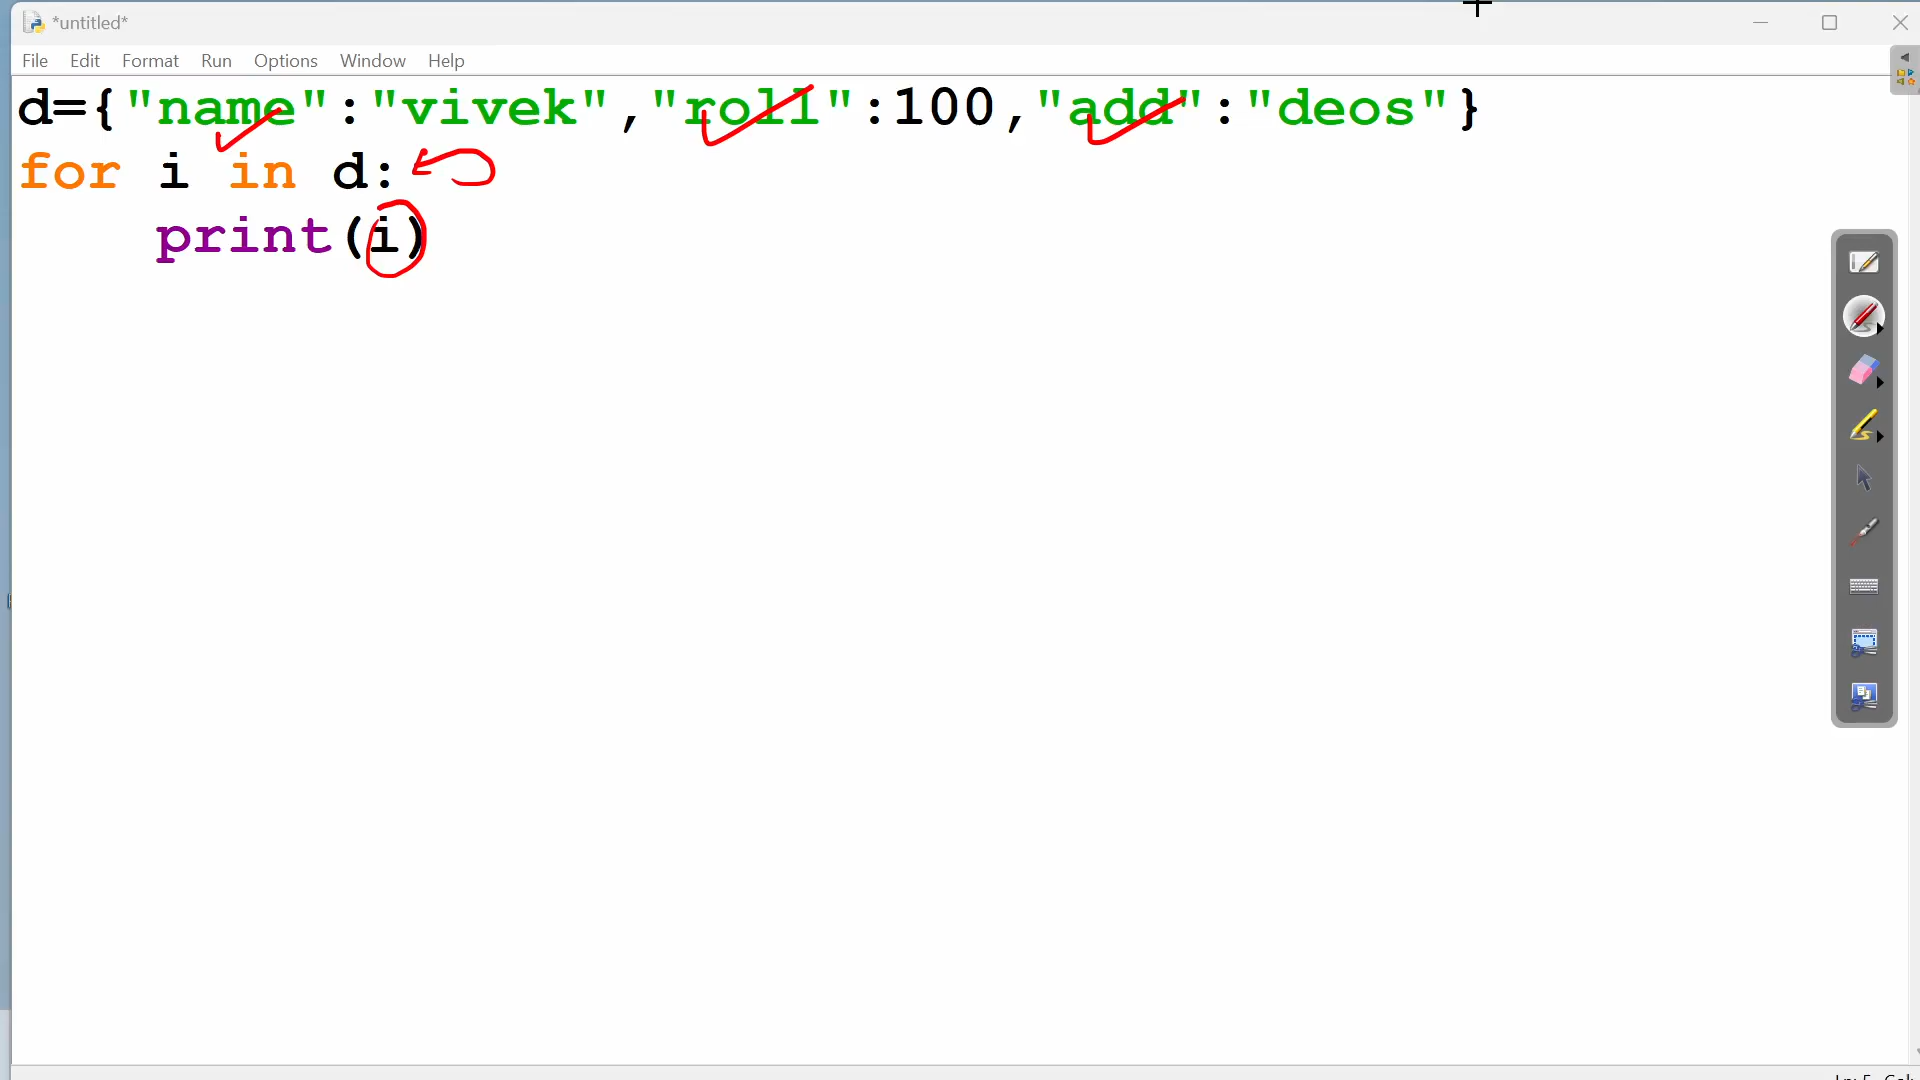 *untitled*
File Edit Format Run Options Window Help
d={"name":"vivek","roll":100,"add":"deos"}
for i in d:
    print(i)